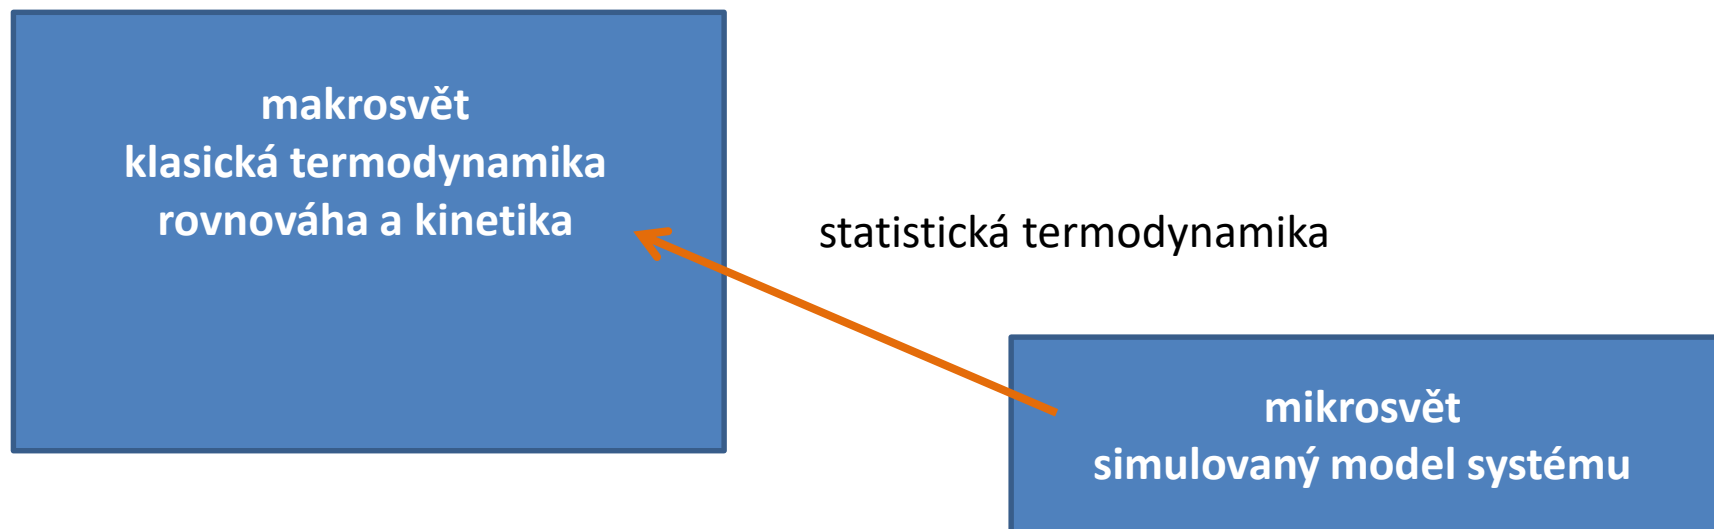 makrosvět
klasická termodynamika
rovnováha a kinetika
statistická termodynamika
mikrosvět
simulovaný model systému